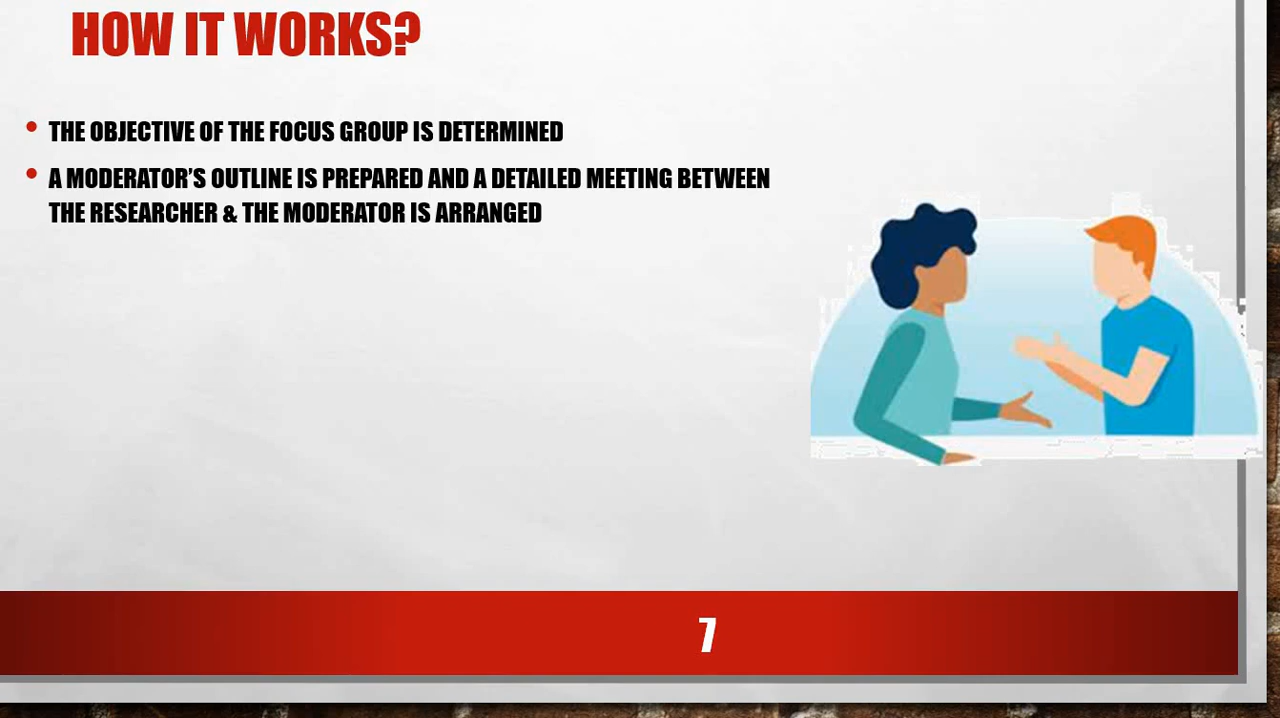 HOW IT WORKS?
• THE OBJECTIVE OF THE FOCUS GROUP IS DETERMINED
• A MODERATOR’S OUTLINE IS PREPARED AND A DETAILED MEETING BETWEEN
THE RESEARCHER & THE MODERATOR IS ARRANGED
7